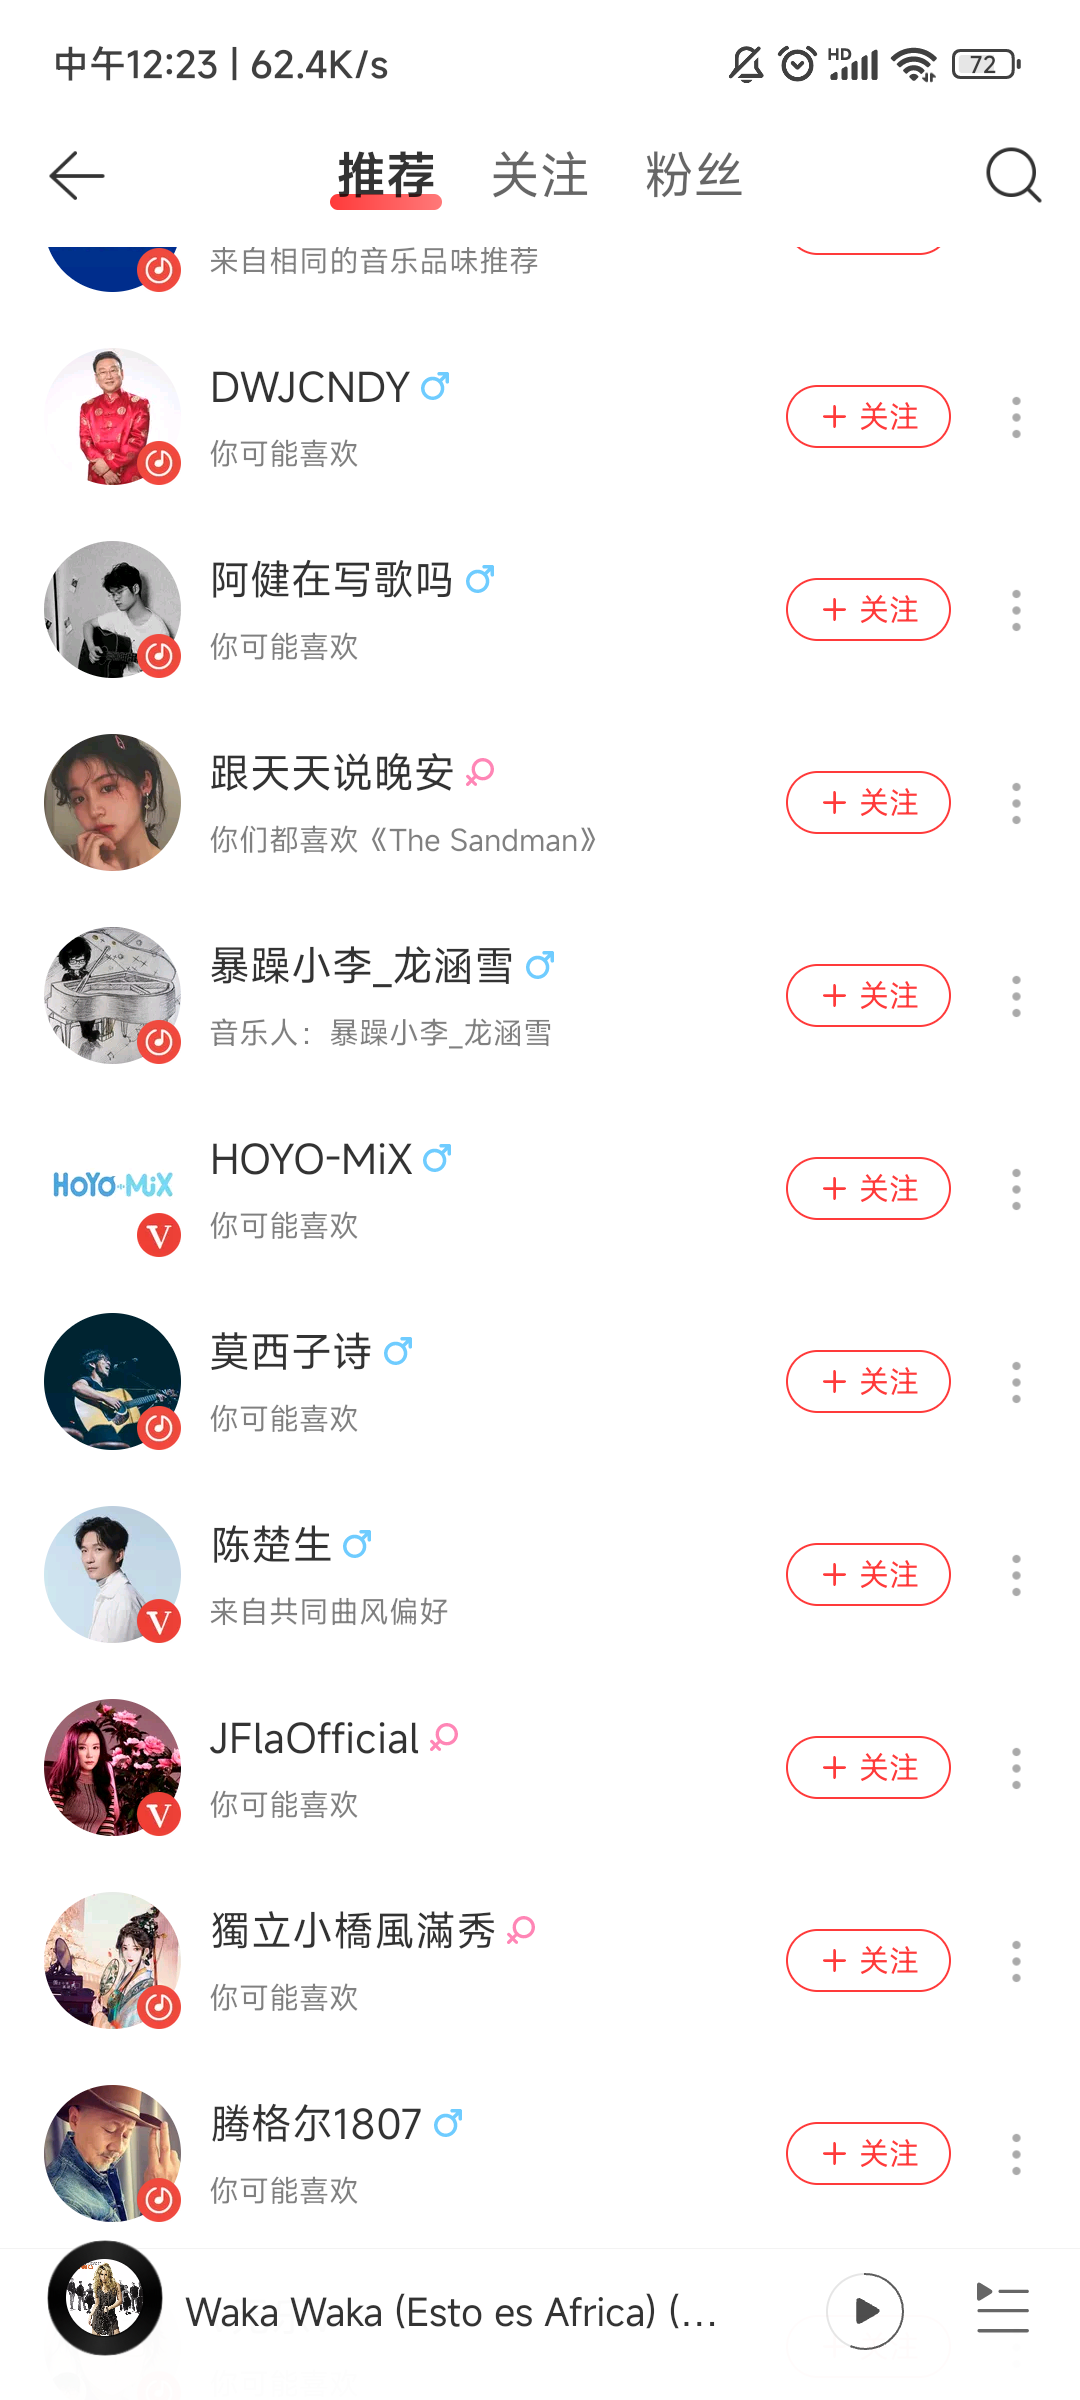 中午12:23 | 62.4K/s
HD
72
推荐 关注 粉丝
来自相同的音乐品味推荐
DWJCNDY
你可能喜欢
+ 关注
阿健在写歌吗
你可能喜欢
+ 关注
跟天天说晚安
你们都喜欢《The Sandman》
+ 关注
暴躁小李_龙涵雪
音乐人：暴躁小李_龙涵雪
+ 关注
HOYO-MiX
HOYO-MiX
V
你可能喜欢
+ 关注
莫西子诗
你可能喜欢
+ 关注
陈楚生
V
来自共同曲风偏好
+ 关注
JFlaOfficial
V
你可能喜欢
+ 关注
獨立小橋風滿秀
你可能喜欢
+ 关注
腾格尔1807
你可能喜欢
+ 关注
Waka Waka (Esto es Africa) (...